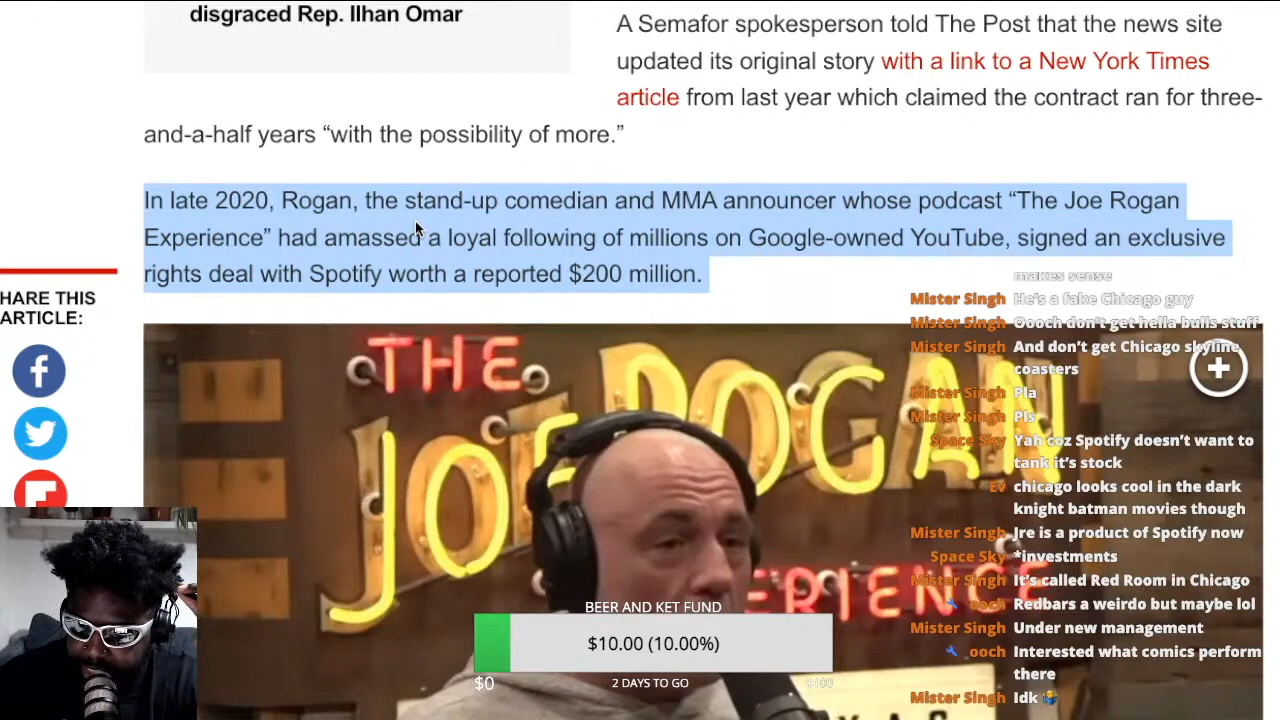 disgraced Rep. Ilhan Omar
A Semafor spokesperson told The Post that the news site
updated its original story with a link to a New York Times
article from last year which claimed the contract ran for three-
and-a-half years “with the possibility of more.”
In late 2020, Rogan, the stand-up comedian and MMA announcer whose podcast “The Joe Rogan
Experience” had amassed a loyal following of millions on Google-owned YouTube, signed an exclusive
rights deal with Spotify worth a reported $200 million.
HARE THIS
ARTICLE:
THE
JOE ROGAN
ERIENCE
makes sense
Mister Singh He's a fake Chicago guy
Mister Singh Oooch don't get hella bulls stuff
Mister Singh And don't get Chicago skyline
coasters
Mister Singh Pla
Mister Singh Pls
Space Sky Yah coz Spotify doesn't want to
tank it's stock
Ev chicago looks cool in the dark
knight batman movies though
Mister Singh Jre is a product of Spotify now
Space Sky *investments
Mister Singh It's called Red Room in Chicago
_ooch Redbars a weirdo but maybe lol
Mister Singh Under new management
_ooch Interested what comics perform
there
Mister Singh Idk 🤷‍♂️
BEER AND KET FUND
$10.00 (10.00%)
$0 2 DAYS TO GO $100